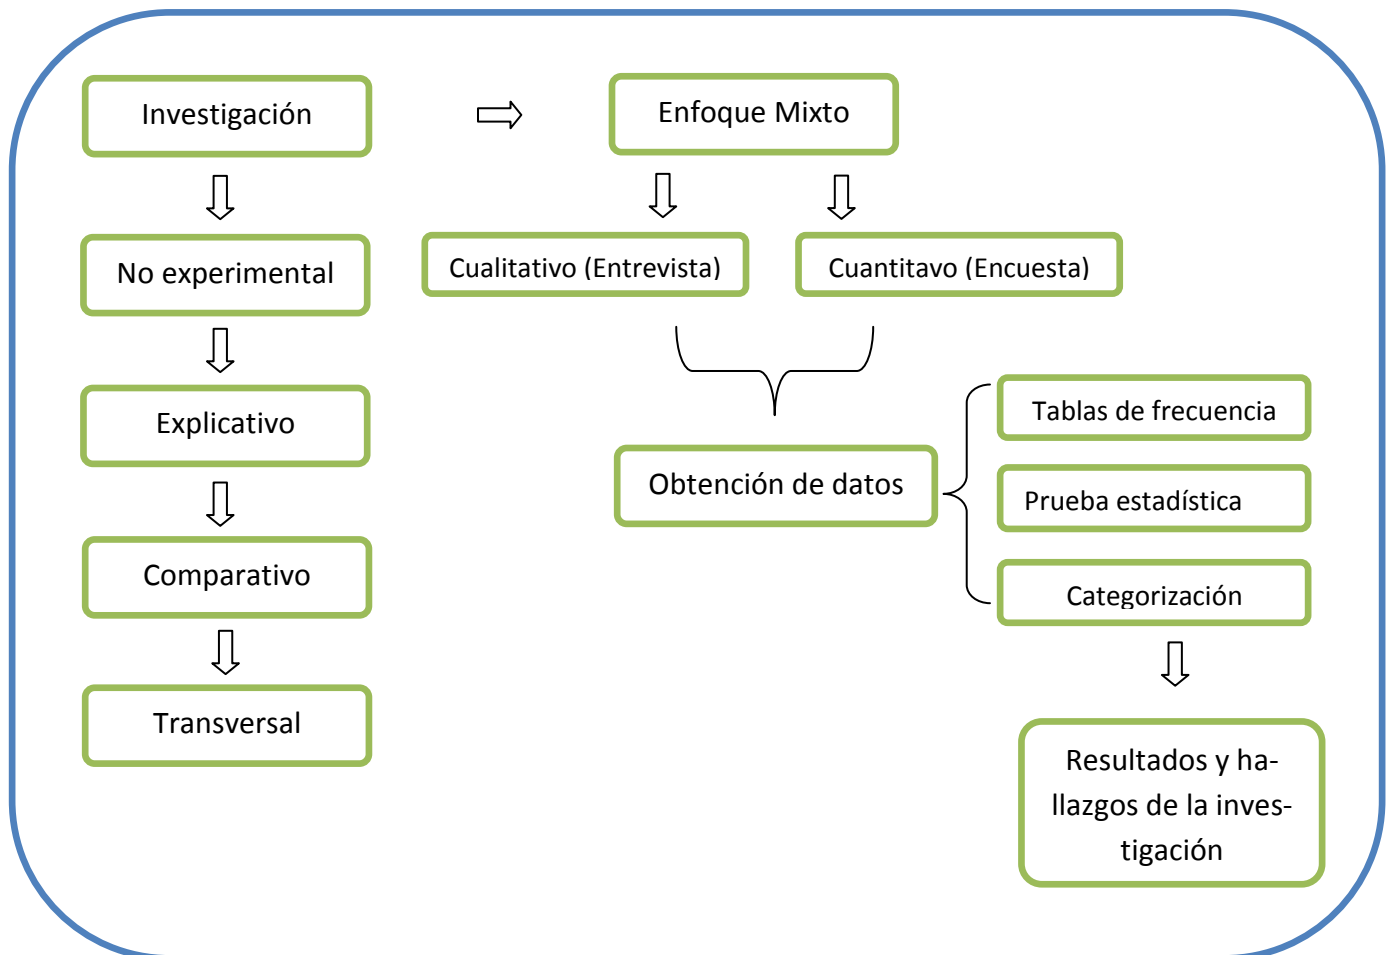 Investigación
Enfoque Mixto
No experimental
Cualitativo (Entrevista)
Cuantitavo (Encuesta)
Explicativo
Tablas de frecuencia
Obtención de datos
Prueba estadística
Comparativo
Categorización
Transversal
Resultados y ha-
llazgos de la inves-
tigación